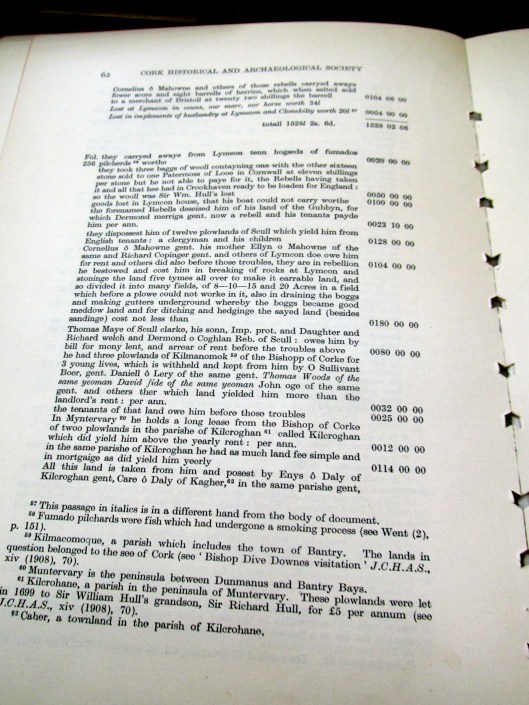 62 CORK HISTORICAL AND ARCHAEOLOGICAL SOCIETY
Cornelius ô Mahowne and others of those rebells carryed awaye
fower score and eight barrells of herrins, which when salted sold
to a merchant of Bristoll at twenty two shillings the barrell 0104 06 00
Lost at Lymcon in cowes, our mare, our horse worth 34l
Lost in implements of husbandry at Lymcon and Clonekilty worth 20l ⁵⁷ 0054 00 00
totall 1528l 2s. 6d. 1528 02 06
Fol. they carryed awaye from Lymcon tenn hogseds of fumados
256 pilcherds ⁵⁸ worthe 0020 00 00
they took three baggs of wooll contayning one with the other sixteen
stone sold to one Paternoss of Looe in Cornwall at eleven shillings
per stone but he not able to pays for it, the Rebells having taken
it and all that hee had in Crookhaven ready to be loaden for England :
so the wooll was Sir Wm. Hull's lost 0050 00 00
goods lost in Lymcon house, that his boat could not carry worthe 0100 00 00
the forenamed Rebells deseised him of his land of the Gubbyn, for
which Dermond merriga gent. now a rebell and his tenants payde
him per ann. 0023 10 00
they disposest him of twelve plowlands of Scull which yield him from
English tenants : a clergyman and his children 0128 00 00
Cornelius ô Mahowne gent. his mother Ellyn o Mahowne of the
same and Richard Copinger gent. and others of Lymcon doe owe him
for rent and others did also before those troubles, they are in rebellion 0104 00 00
he bestowed and cost him in breaking of rocks at Lymcon and
stoninge the land fyve tymes all over to make it earrable land, and
so divided it into many fields, of 8—10—15 and 20 Acres in a field
which before a plowe could not worke in it, also in draining the boggs
and making gutters underground whereby the boggs became good
meddow land and for ditching and hedginge the sayed land (besides
sandinge) cost not less than 0180 00 00
Thomas Maye of Scull clarke, his sonn, Imp. prot. and Daughter and
Richard welch and Dermond o Coghlan Reb. of Scull : owes him by
bill for mony lent, and arrear of rent before the troubles above 0080 00 00
he had three plowlands of Kilmanomok ⁵⁹ of the Bishopp of Corke for
3 young lives, which is withheld and kept from him by O Sullivant
Boer, gent. Daniell ô Lery of the same gent. Thomas Woods of the
same yeoman David fide of the same yeoman John oge of the same
gent. and others ther which land yielded him more than the
landlord's rent : per ann. 0032 00 00
the tennents of that land owe him before those troubles 0025 00 00
In Myntervary ⁶⁰ he holds a long lease from the Bishop of Corke
of twoo plowlands in the parishe of Kilcroghan ⁶¹ called Kilcroghan
which did yield him above the yearly rent : per ann. 0012 00 00
in the same parishe of Kilcroghan he had as much land fee simple and
in mortgaige as did yield him yeerly 0114 00 00
All this land is taken from him and posest by Enys ô Daly of
Kilcroghan gent, Care ô Daly of Kagher,⁶² in the same parishe gent,
⁵⁷ This passage in italics is in a different hand from the body of document.
⁵⁸ Fumado pilchards were fish which had undergone a smoking process (see Went (2),
p. 151).
⁵⁹ Kilmacomoque, a parish which includes the town of Bantry. The lands in
question belonged to the see of Cork (see ' Bishop Dive Downes visitation ' J.C.H.A.S.,
xiv (1908), 70).
⁶⁰ Muntervary is the peninsula between Dunmanus and Bantry Bays.
⁶¹ Kilcrohane, a parish in the peninsula of Muntervary. These plowlands were let
in 1699 to Sir William Hull's grandson, Sir Richard Hull, for £5 per annum (see
J.C.H.A.S., xiv (1908), 70).
⁶² Caher, a townland in the parish of Kilcrohane,